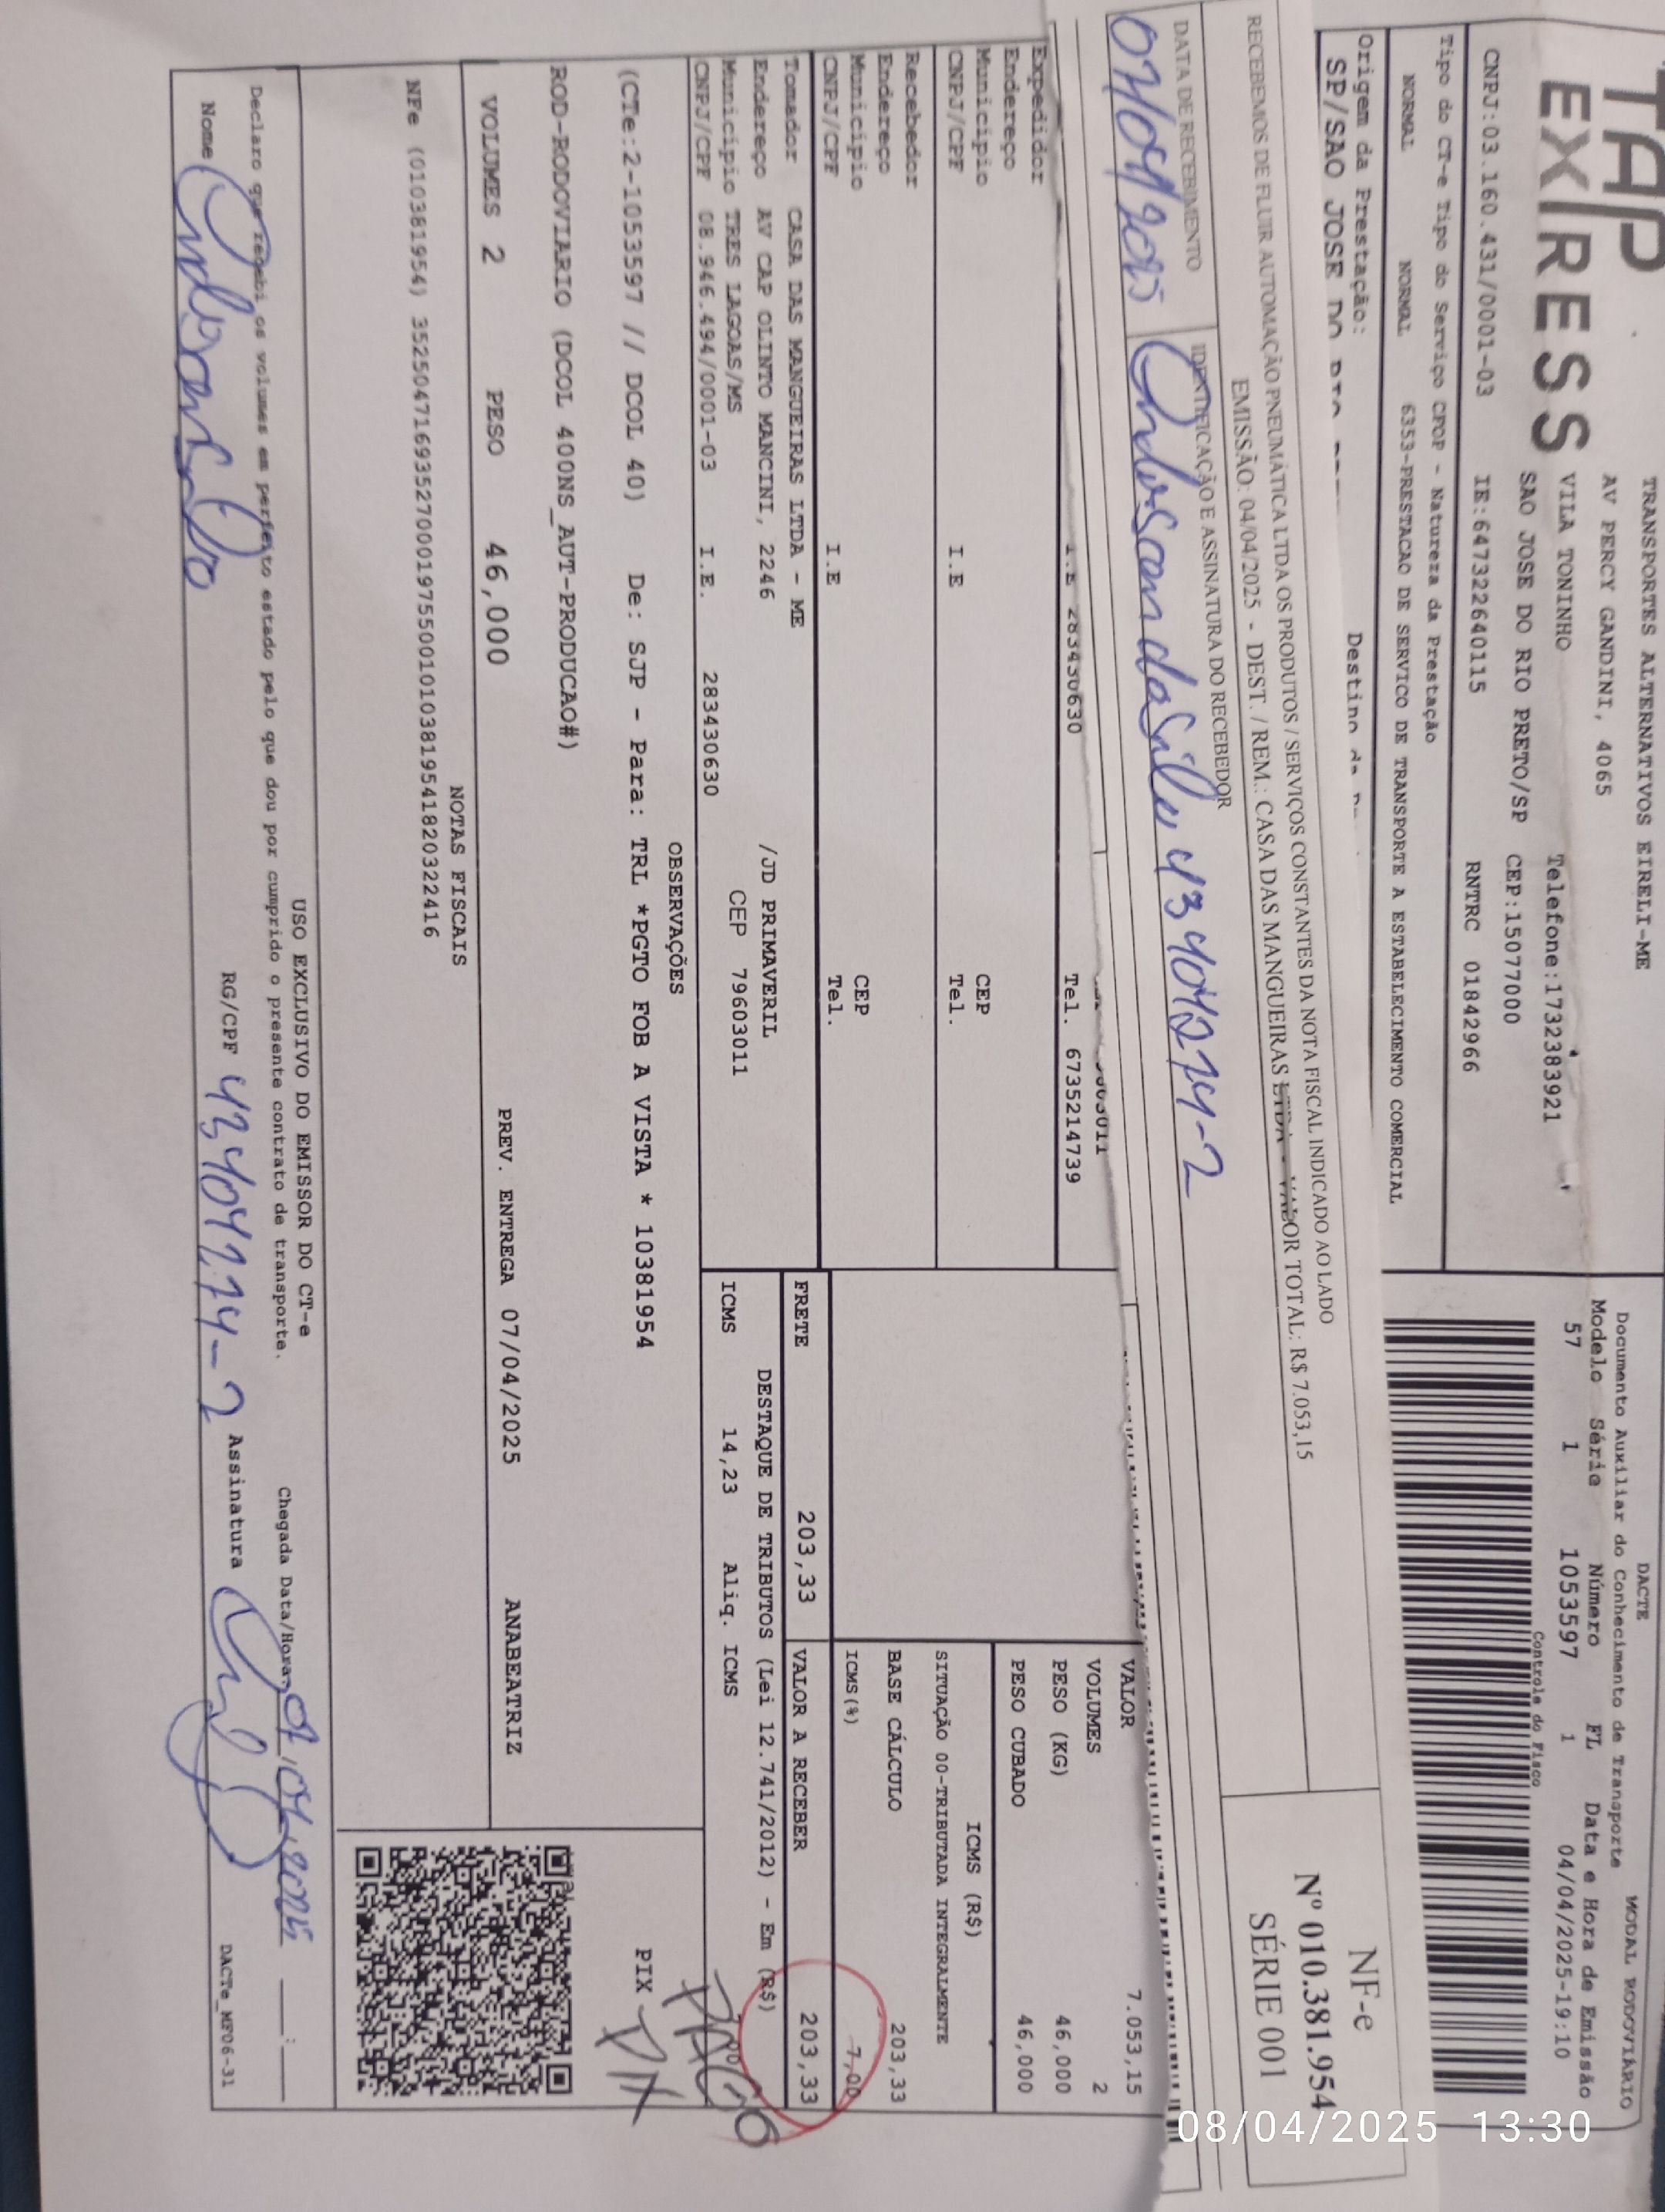 TAP
EXPRESS
TRANSPORTES ALTERNATIVOS EIRELI-ME
AV PERCY GANDINI, 4065
VILA TONINHO
Telefone:1732383921
SAO JOSE DO RIO PRETO/SP CEP:15077000
CNPJ:03.160.431/0001-03 IE:647322640115 RNTRC 01842966
DACTE
MODAL RODOVIÁRIO
Documento Auxiliar do Conhecimento de Transporte
Modelo Série Número FL Data e Hora de Emissão
57 1 1053597 1 04/04/2025-19:10
Controle do Fisco
Tipo do CT-e Tipo do Serviço CFOP - Natureza da Prestação
NORMAL NORMAL 6353-PRESTACAO DE SERVICO DE TRANSPORTE A ESTABELECIMENTO COMERCIAL
Origem da Prestação:
SP/SAO JOSE DO
RECEBEMOS DE FLUIR AUTOMAÇÃO PNEUMÁTICA LTDA OS PRODUTOS / SERVIÇOS CONSTANTES DA NOTA FISCAL INDICADO AO LADO
EMISSÃO: 04/04/2025 - DEST. / REM.: CASA DAS MANGUEIRAS LTDA - VALOR TOTAL: R$ 7.053,15
DATA DE RECEBIMENTO
IDENTIFICAÇÃO E ASSINATURA DO RECEBEDOR
NF-e
Nº 010.381.954
SÉRIE 001
07/04/2025
da Silva 43404274-2
I.E 283430630 Tel. 6735214739
Expedidor
Endereço
Município CEP
CNPJ/CPF I.E Tel.
Recebedor
Endereço
Município CEP
CNPJ/CPF I.E Tel.
VALOR 7.053,15
VOLUMES 2
PESO (KG) 46,000
PESO CUBADO 46,000
ICMS (R$)
SITUAÇÃO 00-TRIBUTADA INTEGRALMENTE
BASE CÁLCULO 203,33
ICMS(%) 7,00
Tomador CASA DAS MANGUEIRAS LTDA - ME
Endereço AV CAP OLINTO MANCINI, 2246 /JD PRIMAVERIL
Município TRES LAGOAS/MS CEP 79603011
CNPJ/CPF 08.946.494/0001-03 I.E. 283430630
FRETE 203,33 VALOR A RECEBER 203,33
DESTAQUE DE TRIBUTOS (Lei 12.741/2012) - Em (R$)
ICMS 14,23 Aliq. ICMS 7,00
OBSERVAÇÕES
(CTe:2-1053597 // DCOL 40) De: SJP - Para: TRL *PGTO FOB A VISTA * 10381954
ROD-RODOVIARIO (DCOL 400NS_AUT-PRODUCAO#)
PIX
PAGO
PIX
VOLUMES 2 PESO 46,000 PREV. ENTREGA 07/04/2025 ANABEATRIZ
NOTAS FISCAIS
NFe (010381954) 35250471693527000197550010103819541820322416
USO EXCLUSIVO DO EMISSOR DO CT-e
Declaro que recebi os volumes em perfeito estado pelo que dou por cumprido o presente contrato de transporte.
Chegada Data/Hora
Nome RG/CPF 43404274-2 Assinatura
DACTe_MF06-31
08/04/2025 13:30